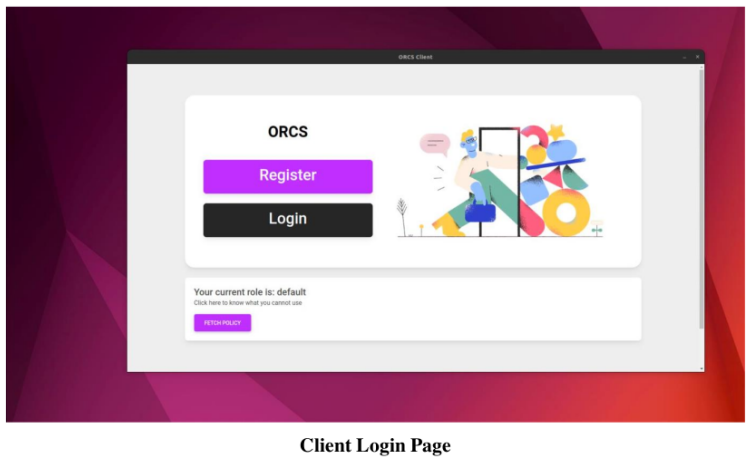 ORCS Client
ORCS
Register
Login
Your current role is: default
Click here to know what you cannot use
FETCH POLICY
Client Login Page